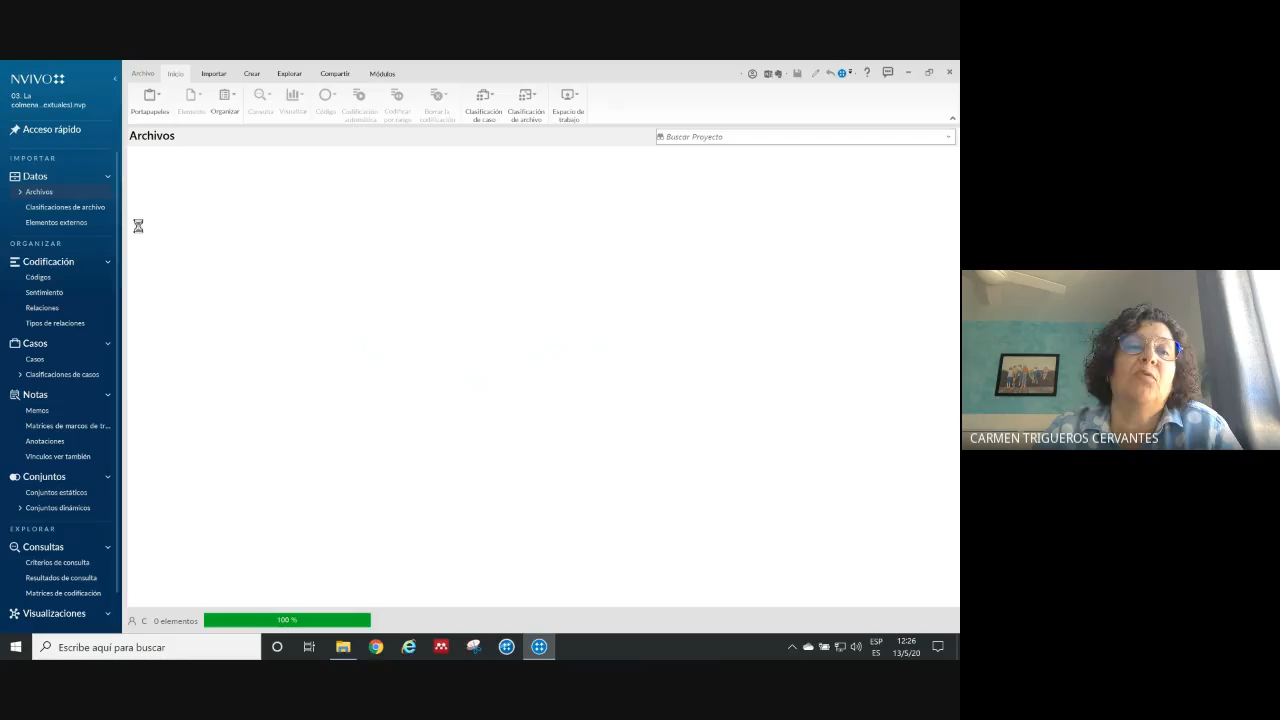 NVIVO
03. La
colmena...extuales).nvp
Acceso rápido
IMPORTAR
Datos
Archivos
Clasificaciones de archivo
Elementos externos
ORGANIZAR
Codificación
Códigos
Sentimiento
Relaciones
Tipos de relaciones
Casos
Casos
Clasificaciones de casos
Notas
Memos
Matrices de marcos de tr...
Anotaciones
Vínculos ver también
Conjuntos
Conjuntos estáticos
Conjuntos dinámicos
EXPLORAR
Consultas
Criterios de consulta
Resultados de consulta
Matrices de codificación
Visualizaciones
Archivo Inicio Importar Crear Explorar Compartir Módulos
Portapapeles Elemento Organizar Consulta Visualizar Código Codificación automática Codificar por rango Borrar la codificación Clasificación de caso Clasificación de archivo Espacio de trabajo
Archivos
Buscar Proyecto
C 0 elementos 100 %
Escribe aquí para buscar
ESP
ES
12:26
13/5/20
CARMEN TRIGUEROS CERVANTES